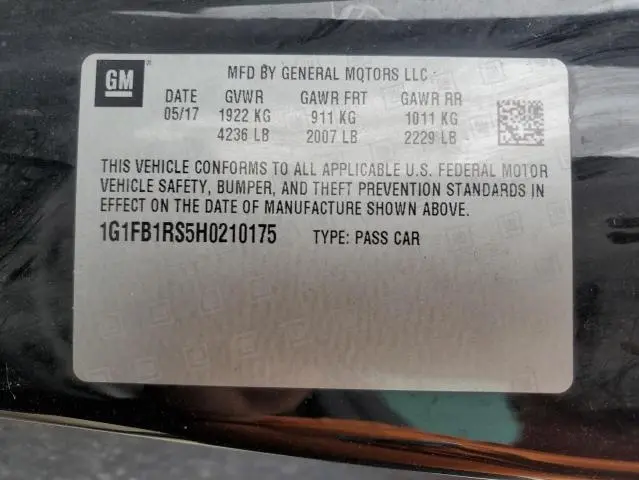 GM
MFD BY GENERAL MOTORS LLC
DATE GVWR GAWR FRT GAWR RR
05/17 1922 KG 911 KG 1011 KG
4236 LB 2007 LB 2229 LB
THIS VEHICLE CONFORMS TO ALL APPLICABLE U.S. FEDERAL MOTOR
VEHICLE SAFETY, BUMPER, AND THEFT PREVENTION STANDARDS IN
EFFECT ON THE DATE OF MANUFACTURE SHOWN ABOVE.
1G1FB1RS5H0210175 TYPE: PASS CAR